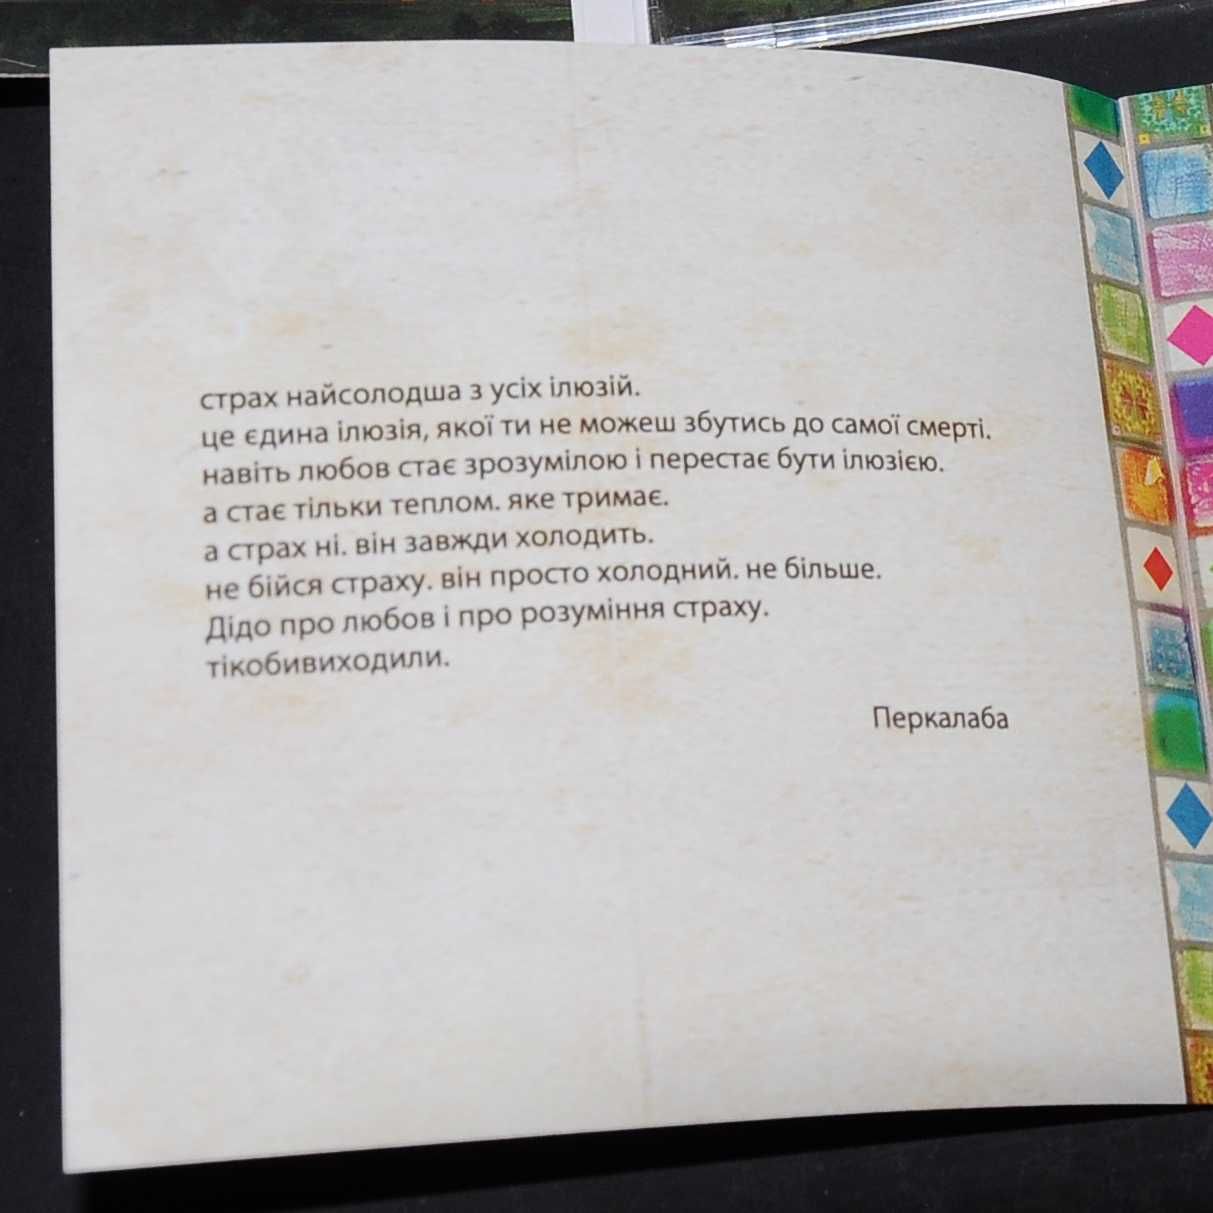 страх найсолодша з усіх ілюзій.
це єдина ілюзія, якої ти не можеш збутись до самої смерті.
навіть любов стає зрозумілою і перестає бути ілюзією.
а стає тільки теплом. яке тримає.
а страх ні. він завжди холодить.
не бійся страху. він просто холодний. не більше.
Дідо про любов і про розуміння страху.
тікобивиходили.
Перкалаба